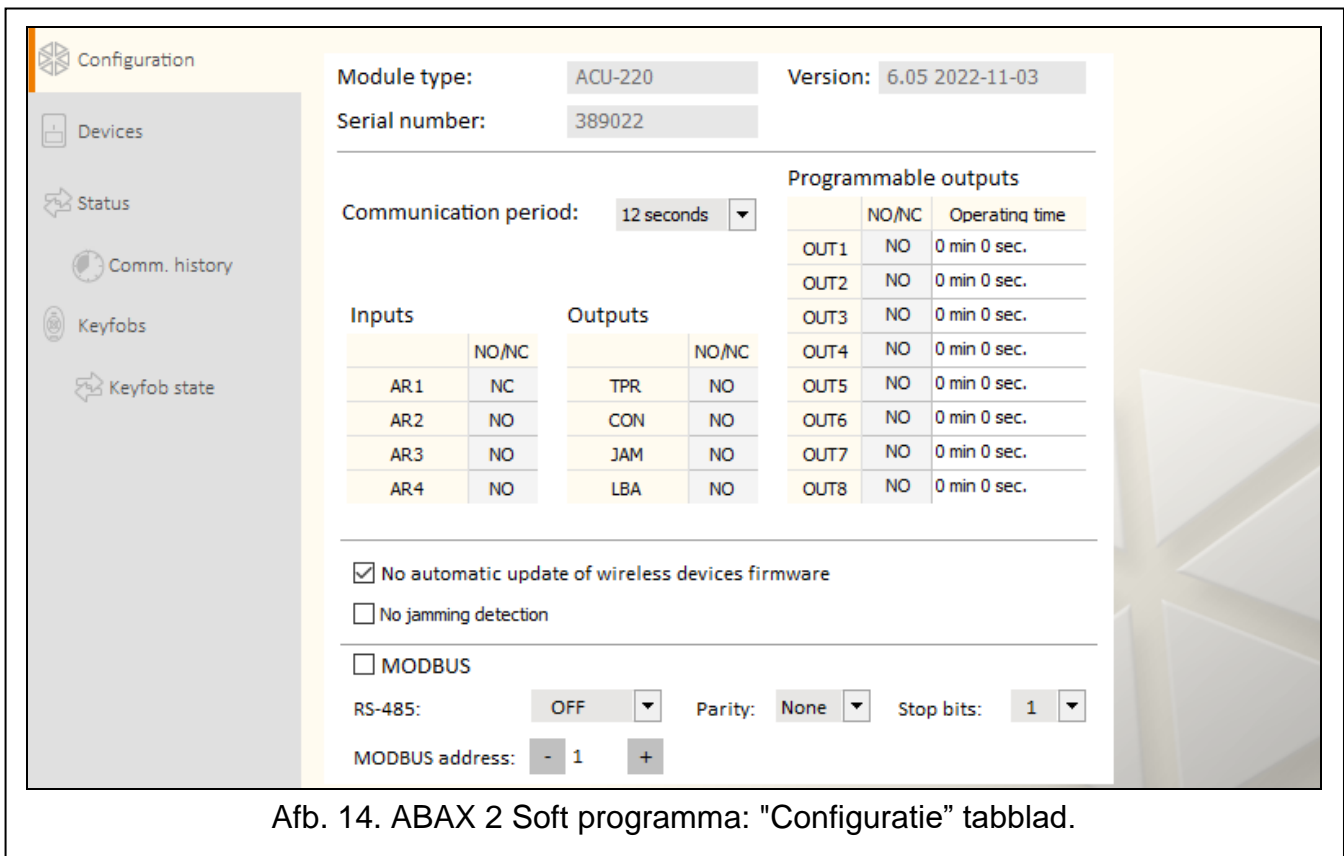 Configuration
Devices
Status
Comm. history
Keyfobs
Keyfob state
Module type: ACU-220 Version: 6.05 2022-11-03
Serial number: 389022
Communication period: 12 seconds
Programmable outputs
NO/NC Operating time
OUT1 NO 0 min 0 sec.
OUT2 NO 0 min 0 sec.
OUT3 NO 0 min 0 sec.
OUT4 NO 0 min 0 sec.
OUT5 NO 0 min 0 sec.
OUT6 NO 0 min 0 sec.
OUT7 NO 0 min 0 sec.
OUT8 NO 0 min 0 sec.
Inputs
NO/NC
AR1 NC
AR2 NO
AR3 NO
AR4 NO
Outputs
NO/NC
TPR NO
CON NO
JAM NO
LBA NO
No automatic update of wireless devices firmware
No jamming detection
MODBUS
RS-485: OFF Parity: None Stop bits: 1
MODBUS address: - 1 +
Afb. 14. ABAX 2 Soft programma: "Configuratie” tabblad.